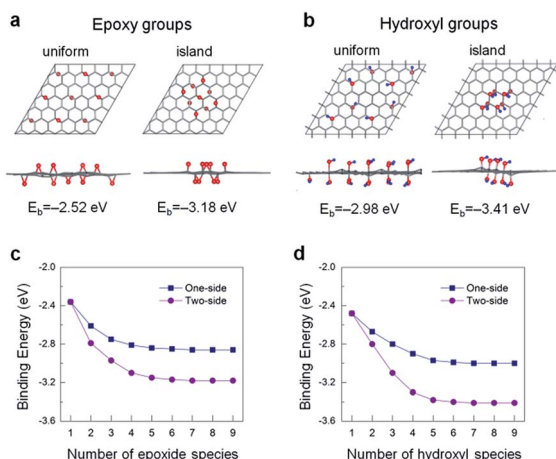 a
Epoxy groups
uniform
island
E_b=−2.52 eV
E_b=−3.18 eV
b
Hydroxyl groups
uniform
island
E_b=−2.98 eV
E_b=−3.41 eV
c
Binding Energy (eV)
-2.0
-2.4
-2.8
-3.2
-3.6
One-side
Two-side
1 2 3 4 5 6 7 8 9
Number of epoxide species
d
Binding Energy (eV)
-2.0
-2.4
-2.8
-3.2
-3.6
One-side
Two-side
1 2 3 4 5 6 7 8 9
Number of hydroxyl species